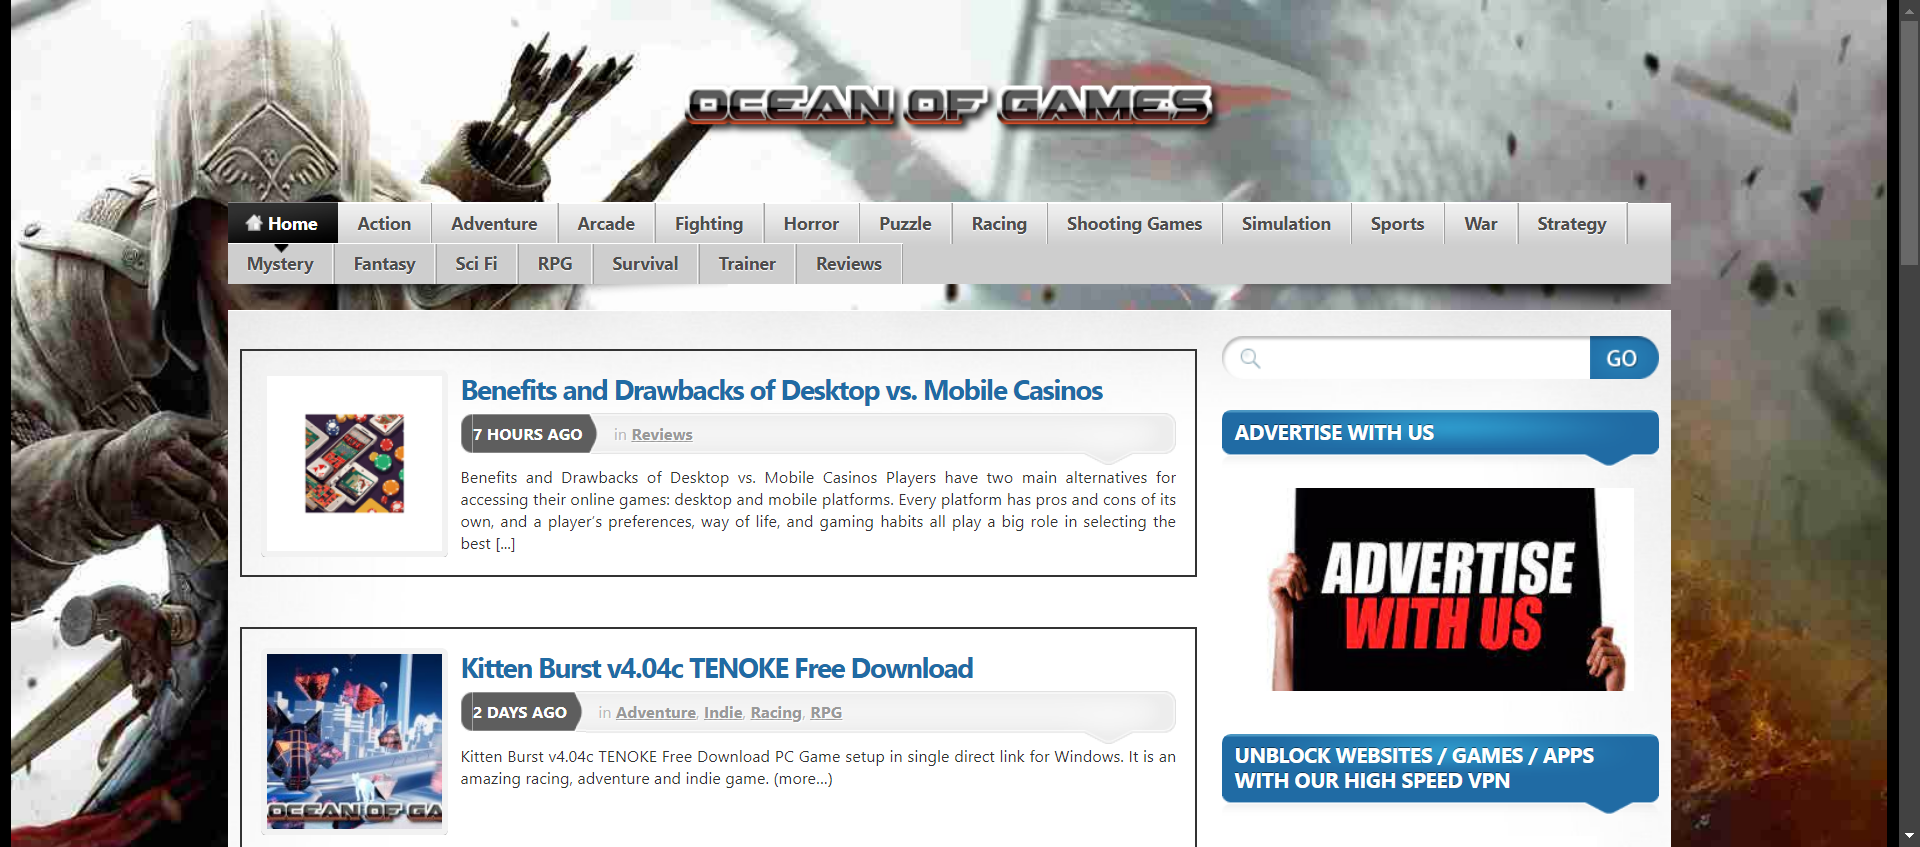 OCEAN OF GAMES
Home Action Adventure Arcade Fighting Horror Puzzle Racing Shooting Games Simulation Sports War Strategy
Mystery Fantasy Sci Fi RPG Survival Trainer Reviews
Benefits and Drawbacks of Desktop vs. Mobile Casinos
7 HOURS AGO in Reviews
Benefits and Drawbacks of Desktop vs. Mobile Casinos Players have two main alternatives for
accessing their online games: desktop and mobile platforms. Every platform has pros and cons of its
own, and a player’s preferences, way of life, and gaming habits all play a big role in selecting the
best [...]
Kitten Burst v4.04c TENOKE Free Download
2 DAYS AGO in Adventure, Indie, Racing, RPG
Kitten Burst v4.04c TENOKE Free Download PC Game setup in single direct link for Windows. It is an
amazing racing, adventure and indie game. (more…)
OCEAN OF GA
GO
ADVERTISE WITH US
ADVERTISE
WITH US
UNBLOCK WEBSITES / GAMES / APPS
WITH OUR HIGH SPEED VPN